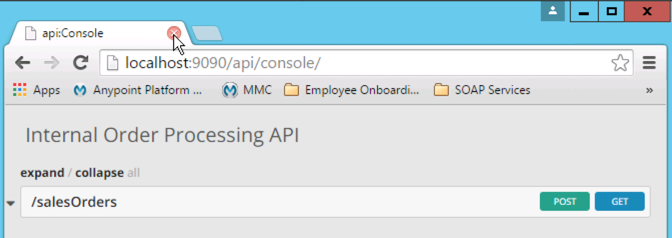 api:Console
localhost:9090/api/console/
Apps Anypoint Platform ... MMC Employee Onboardi... SOAP Services »
Internal Order Processing API
expand / collapse all
/salesOrders POST GET